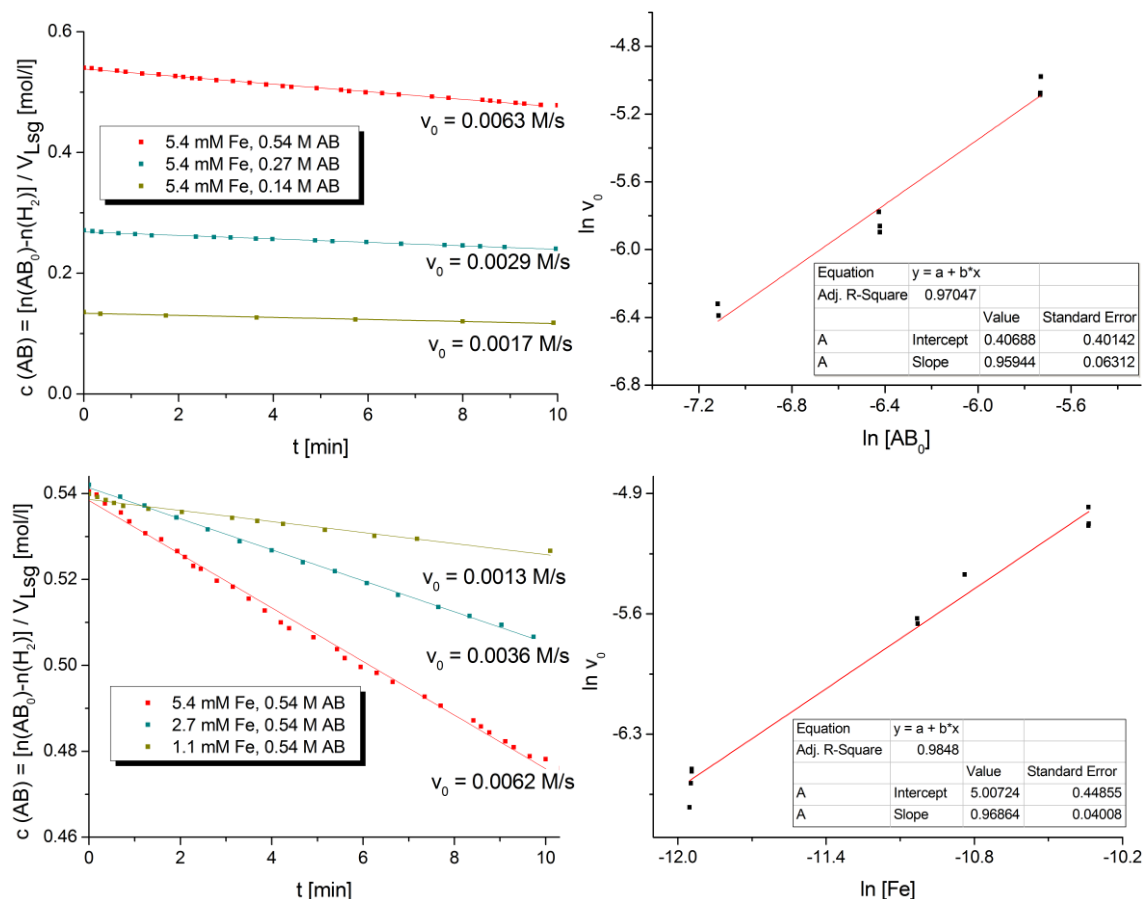 c (AB) = [n(AB₀)-n(H₂)] / V_Lsg [mol/l]
0.6
0.4
0.2
0.0
v₀ = 0.0063 M/s
5.4 mM Fe, 0.54 M AB
5.4 mM Fe, 0.27 M AB
5.4 mM Fe, 0.14 M AB
v₀ = 0.0029 M/s
v₀ = 0.0017 M/s
0 2 4 6 8 10
t [min]
ln v₀
-4.8
-5.2
-5.6
-6.0
-6.4
-6.8
Equation y = a + b*x
Adj. R-Square 0.97047
Value Standard Error
A Intercept 0.40688 0.40142
A Slope 0.95944 0.06312
-7.2 -6.8 -6.4 -6.0 -5.6
ln [AB₀]
c (AB) = [n(AB₀)-n(H₂)] / V_Lsg [mol/l]
0.54
0.52
0.50
0.48
0.46
v₀ = 0.0013 M/s
v₀ = 0.0036 M/s
5.4 mM Fe, 0.54 M AB
2.7 mM Fe, 0.54 M AB
1.1 mM Fe, 0.54 M AB
v₀ = 0.0062 M/s
0 2 4 6 8 10
t [min]
ln v₀
-4.9
-5.6
-6.3
Equation y = a + b*x
Adj. R-Square 0.9848
Value Standard Error
A Intercept 5.00724 0.44855
A Slope 0.96864 0.04008
-12.0 -11.4 -10.8 -10.2
ln [Fe]